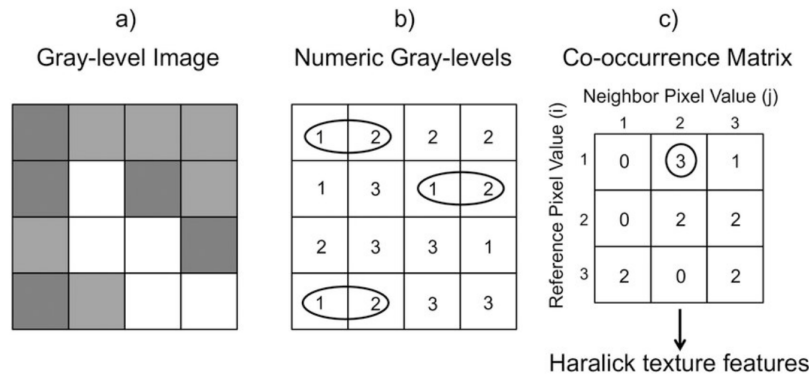 a) b) c)
Gray-level Image Numeric Gray-levels Co-occurrence Matrix
Neighbor Pixel Value (j)
Reference Pixel Value (i)
1 2 3
1 2 2 2
1 3 1 2
2 3 3 1
1 2 3 3
1 0 3 1
2 0 2 2
3 2 0 2
Haralick texture features